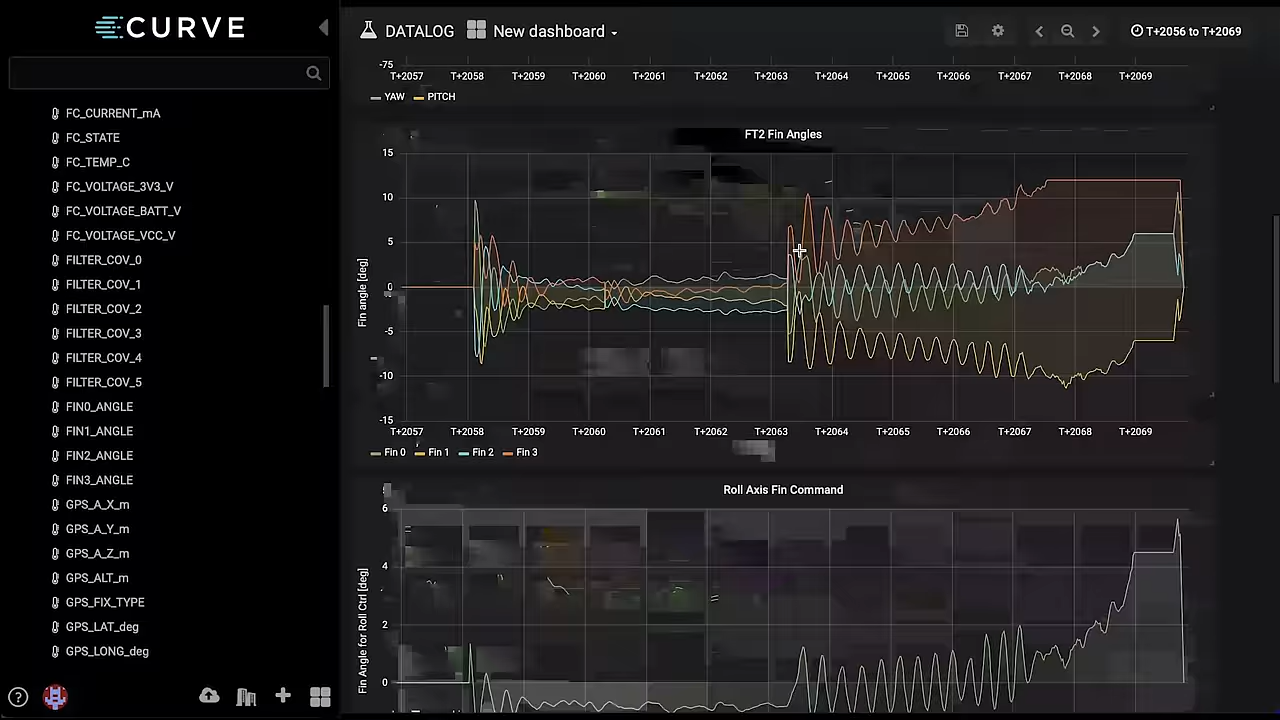 CURVE
DATALOG New dashboard T+2056 to T+2069
FC_CURRENT_mA
FC_STATE
FC_TEMP_C
FC_VOLTAGE_3V3_V
FC_VOLTAGE_BATT_V
FC_VOLTAGE_VCC_V
FILTER_COV_0
FILTER_COV_1
FILTER_COV_2
FILTER_COV_3
FILTER_COV_4
FILTER_COV_5
FIN0_ANGLE
FIN1_ANGLE
FIN2_ANGLE
FIN3_ANGLE
GPS_A_X_m
GPS_A_Y_m
GPS_A_Z_m
GPS_ALT_m
GPS_FIX_TYPE
GPS_LAT_deg
GPS_LONG_deg
?
-75
T+2057 T+2058 T+2059 T+2060 T+2061 T+2062 T+2063 T+2064 T+2065 T+2066 T+2067 T+2068 T+2069
YAW PITCH
FT2 Fin Angles
15
10
5
0
-5
-10
-15
Fin angle [deg]
T+2057 T+2058 T+2059 T+2060 T+2061 T+2062 T+2063 T+2064 T+2065 T+2066 T+2067 T+2068 T+2069
Fin 0 Fin 1 Fin 2 Fin 3
Roll Axis Fin Command
6
4
2
0
Fin Angle for Roll Ctrl [deg]